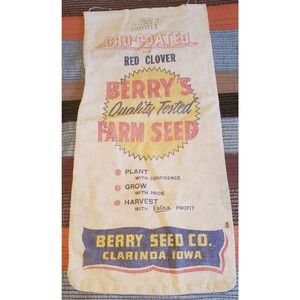 GRO-COATED
RED CLOVER
BERRY'S
Quality Tested
FARM SEED
PLANT
WITH CONFIDENCE
GROW
WITH PRIDE
HARVEST
WITH Extra PROFIT
BERRY SEED CO.
CLARINDA IOWA